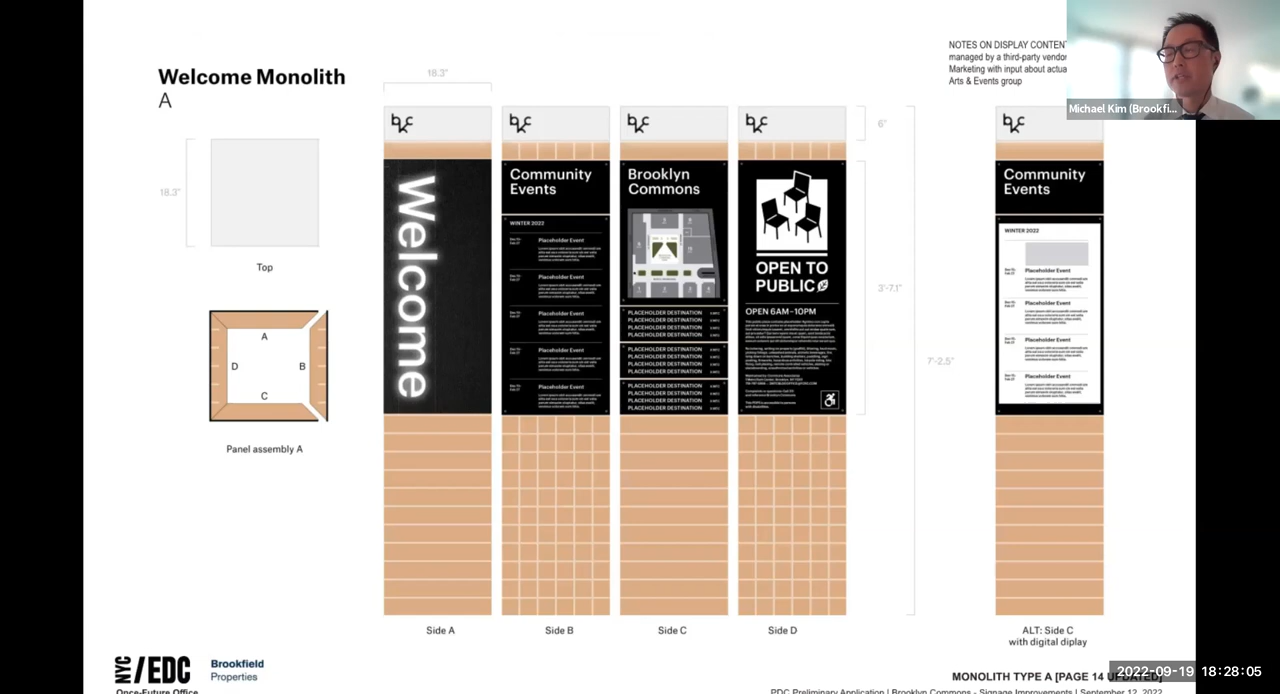 Welcome Monolith
A
18.3"
NOTES ON DISPLAY CONTENT
managed by a third-party vendo
Marketing with input about actua
Arts & Events group
Michael Kim (Brookfi...
bkc
bkc
bkc
bkc
bkc
6"
18.3"
Top
A
D
B
C
Panel assembly A
Welcome
Community
Events
WINTER 2022
Placeholder Event
Placeholder Event
Placeholder Event
Placeholder Event
Placeholder Event
Brooklyn
Commons
PLACEHOLDER DESTINATION
PLACEHOLDER DESTINATION
PLACEHOLDER DESTINATION
PLACEHOLDER DESTINATION
PLACEHOLDER DESTINATION
PLACEHOLDER DESTINATION
PLACEHOLDER DESTINATION
PLACEHOLDER DESTINATION
PLACEHOLDER DESTINATION
PLACEHOLDER DESTINATION
PLACEHOLDER DESTINATION
OPEN TO
PUBLIC
OPEN 6AM–10PM
3'-7.1"
7'-2.5"
Community
Events
WINTER 2022
Placeholder Event
Placeholder Event
Placeholder Event
Placeholder Event
Side A
Side B
Side C
Side D
ALT: Side C
with digital diplay
NYC/EDC
Brookfield
Properties
Once-Future Office
MONOLITH TYPE A [PAGE 14 UPDATED]
2022-09-19 18:28:05
PDC Preliminary Application | Brooklyn Commons - Signage Improvements | September 12, 2022